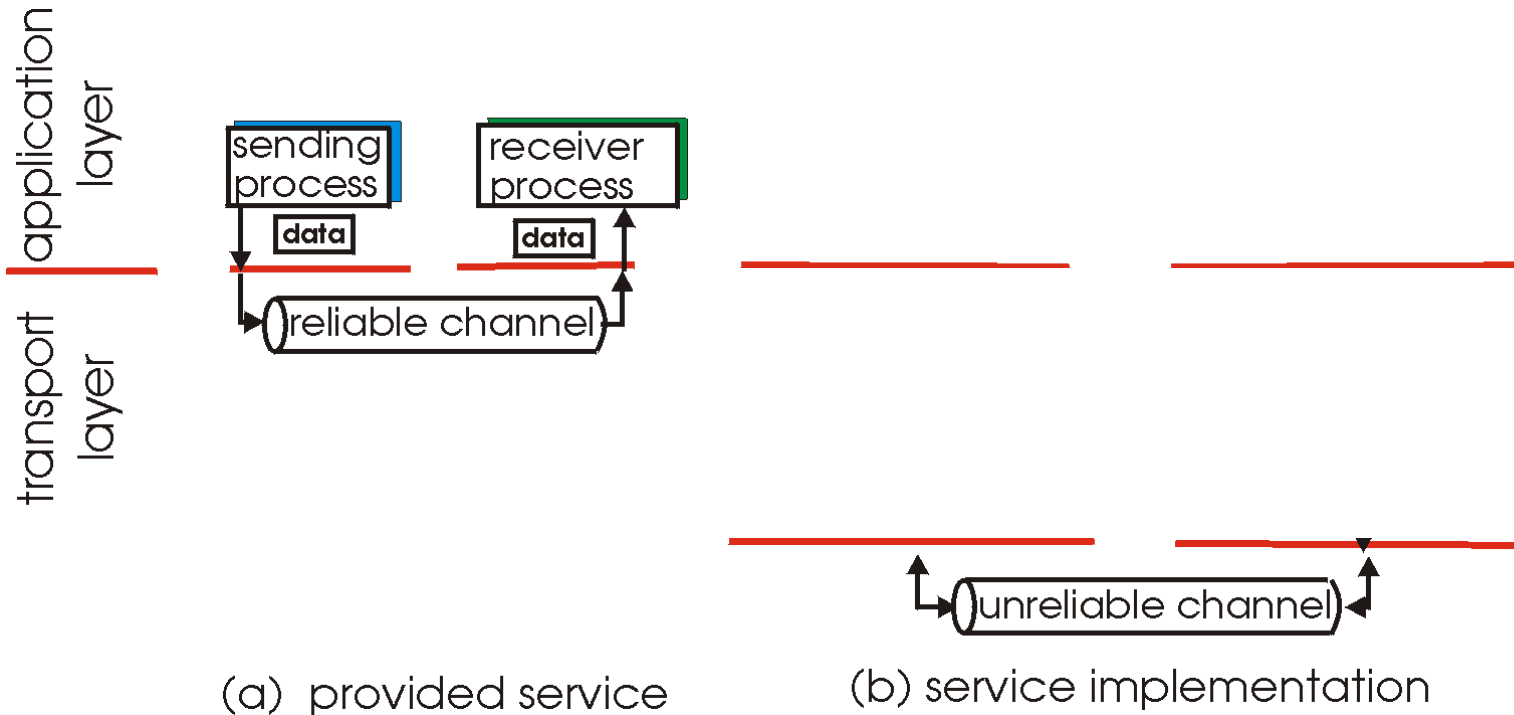 application
layer
transport
layer
sending
process
receiver
process
data
data
reliable channel
unreliable channel
(a) provided service
(b) service implementation